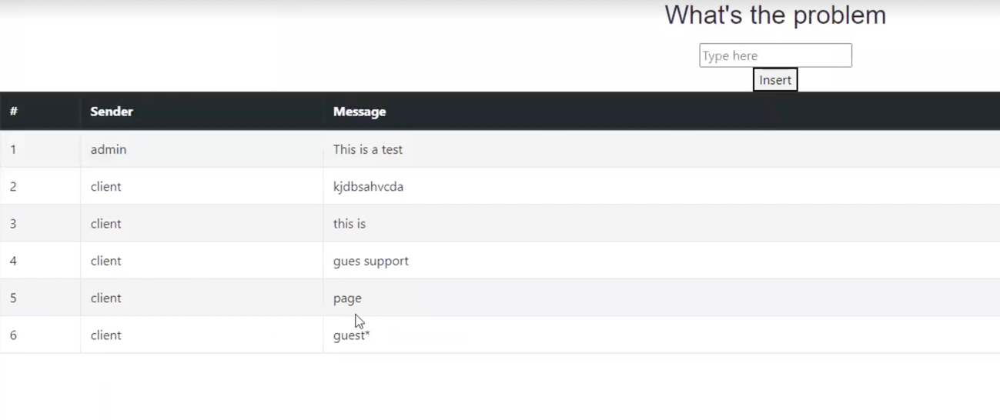 What's the problem
Type here
Insert
# Sender Message
1 admin This is a test
2 client kjdbsahvcda
3 client this is
4 client gues support
5 client page
6 client guest*